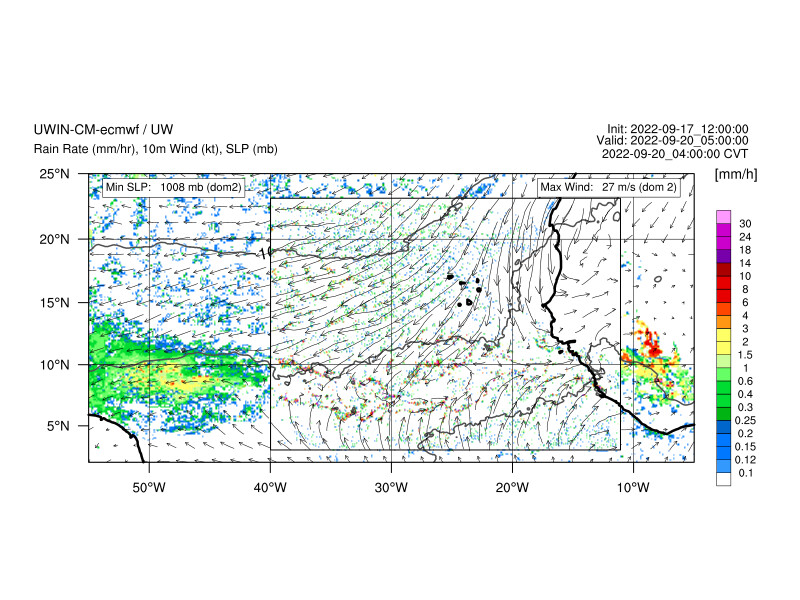 UWIN-CM-ecmwf / UW
Init: 2022-09-17_12:00:00
Valid: 2022-09-20_05:00:00
Rain Rate (mm/hr), 10m Wind (kt), SLP (mb)
2022-09-20_04:00:00 CVT
[mm/h]
25°N
Min SLP: 1008 mb (dom2)
Max Wind: 27 m/s (dom 2)
20°N
15°N
10°N
5°N
50°W
40°W
30°W
20°W
10°W
30
24
18
14
10
8
6
4
3
2
1.5
1
0.6
0.4
0.3
0.25
0.2
0.15
0.12
0.1